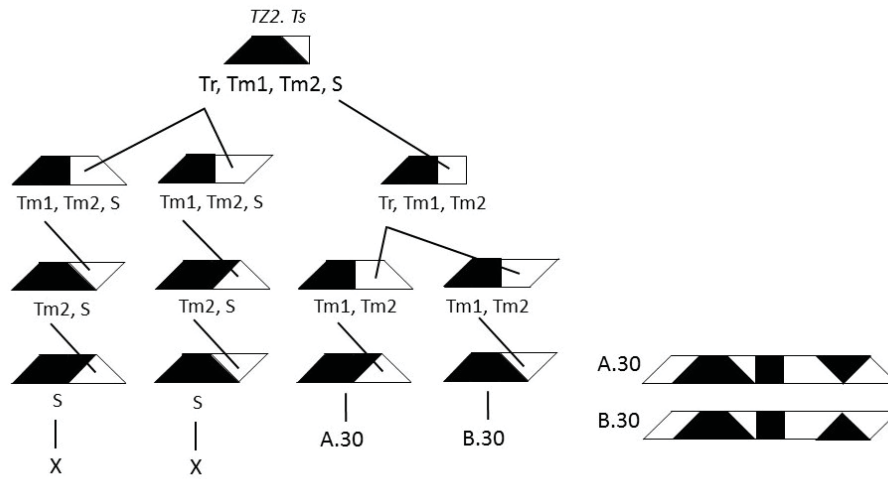 TZ2. Ts
Tr, Tm1, Tm2, S
Tm1, Tm2, S
Tm1, Tm2, S
Tr, Tm1, Tm2
Tm2, S
Tm2, S
Tm1, Tm2
Tm1, Tm2
S
S
A.30
B.30
X
X
A.30
B.30